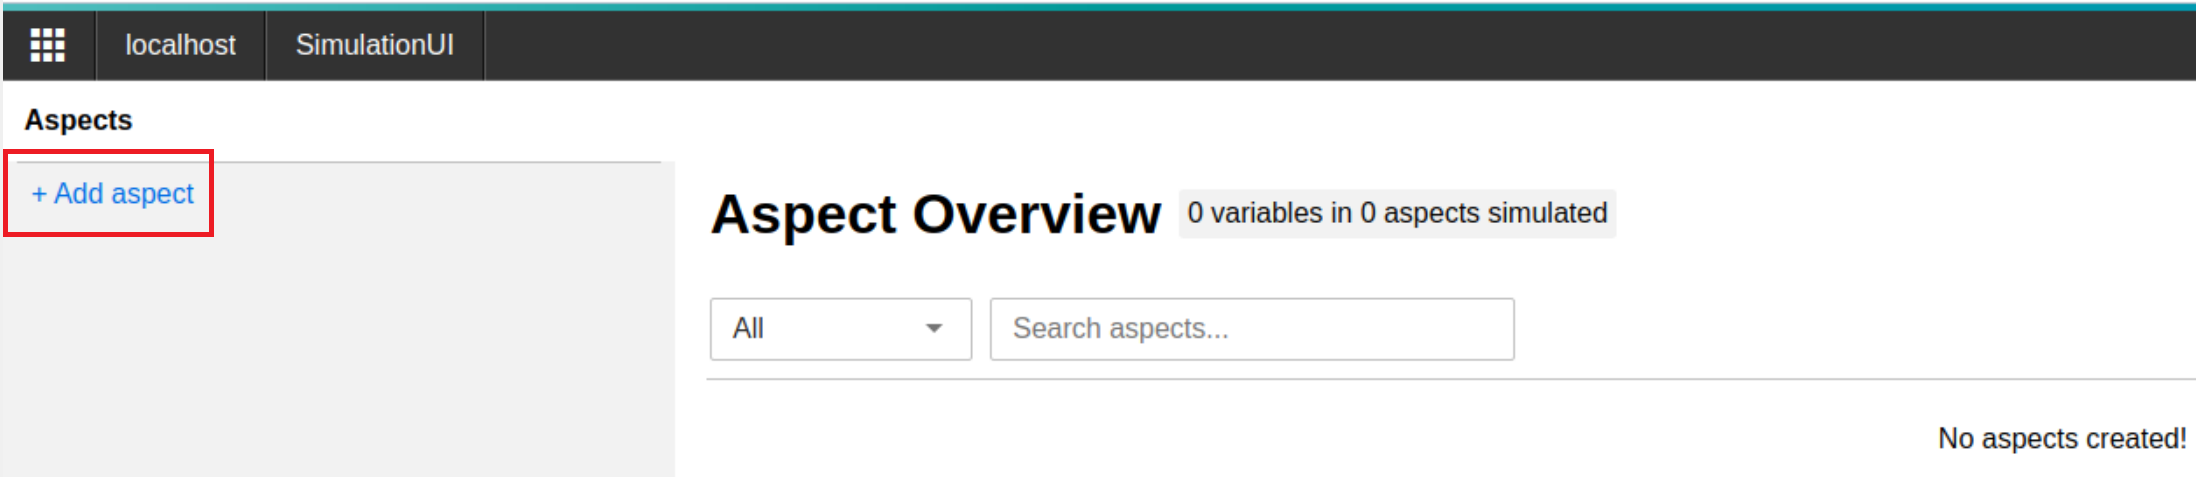 localhost SimulationUI
Aspects
+ Add aspect
Aspect Overview 0 variables in 0 aspects simulated
All Search aspects...
No aspects created!